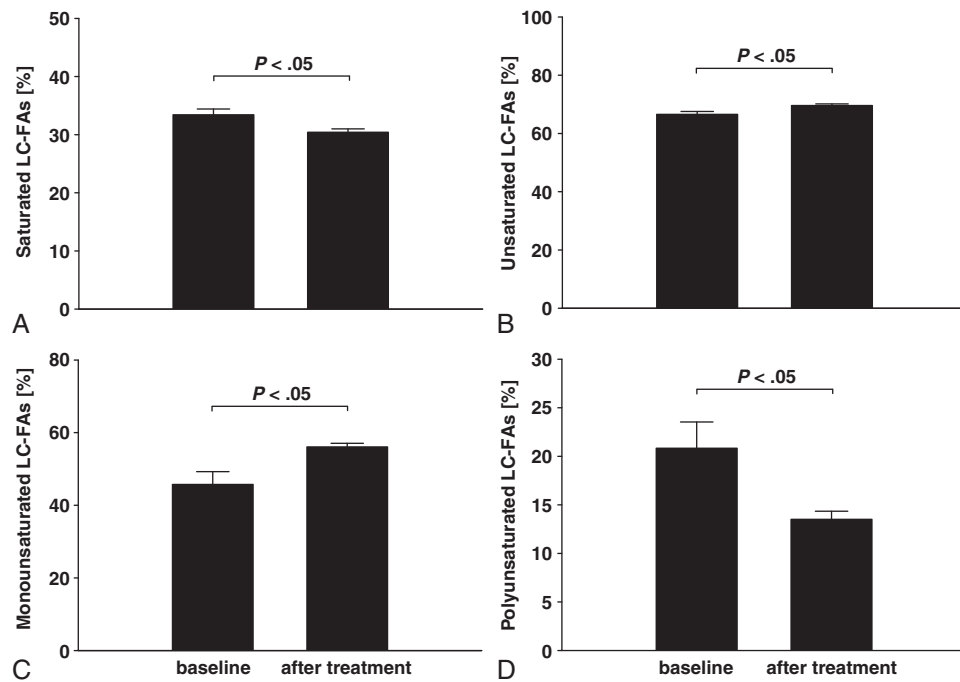 50
40
30
20
10
0
Saturated LC-FAs [%]
P < .05
A
100
80
60
40
20
0
Unsaturated LC-FAs [%]
P < .05
B
80
60
40
20
0
Monounsaturated LC-FAs [%]
P < .05
baseline after treatment
C
30
25
20
15
10
5
0
Polyunsaturated LC-FAs [%]
P < .05
baseline after treatment
D